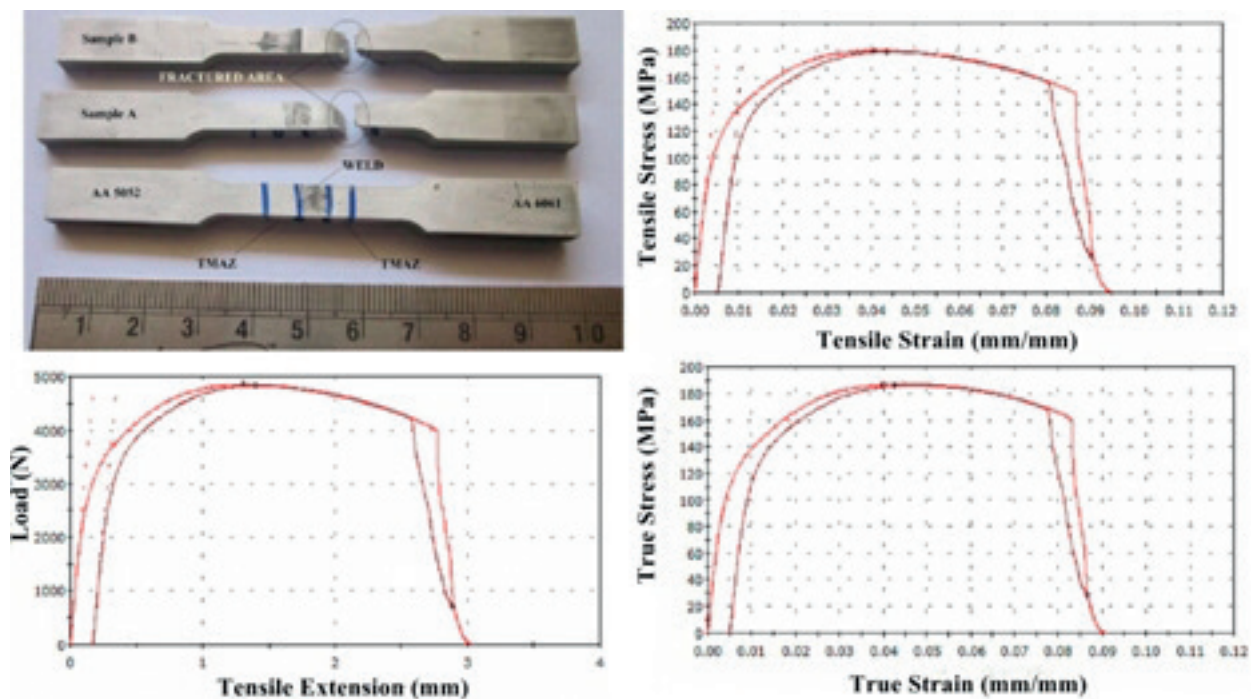 Sample B
FRACTURED AREA
Sample A
WELD
AA 5052
AA 6061
TMAZ
TMAZ
1 2 3 4 5 6 7 8 9 10
Tensile Stress (MPa)
200
180
160
140
120
100
80
60
40
20
0
0.00 0.01 0.02 0.03 0.04 0.05 0.06 0.07 0.08 0.09 0.10 0.11 0.12
Tensile Strain (mm/mm)
Load (N)
5000
4000
3000
2000
1000
0
0 1 2 3 4
Tensile Extension (mm)
True Stress (MPa)
200
180
160
140
120
100
80
60
40
20
0
0.00 0.01 0.02 0.03 0.04 0.05 0.06 0.07 0.08 0.09 0.10 0.11 0.12
True Strain (mm/mm)